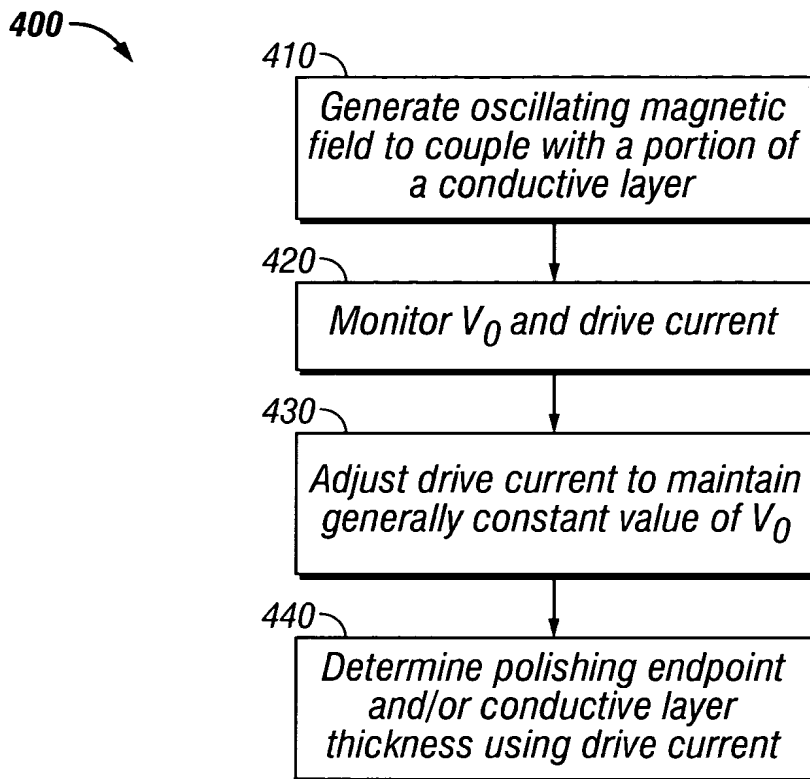 400
410
Generate oscillating magnetic
field to couple with a portion of
a conductive layer
420
Monitor V0 and drive current
430
Adjust drive current to maintain
generally constant value of V0
440
Determine polishing endpoint
and/or conductive layer
thickness using drive current